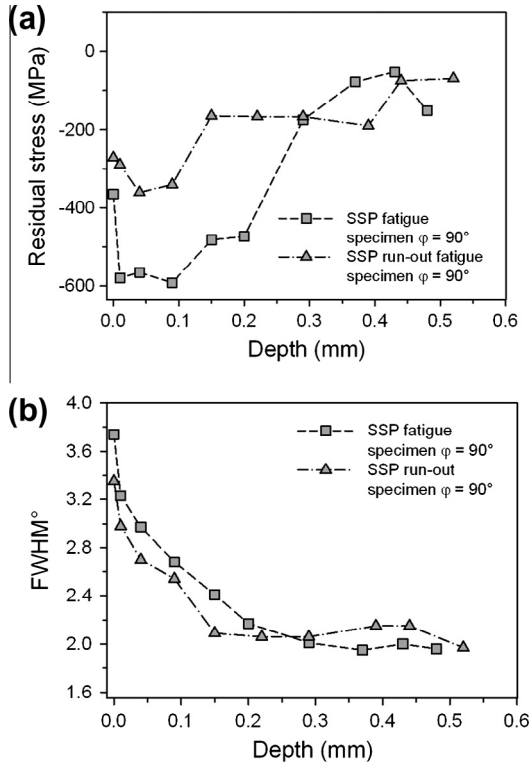 (a)
0
-200
-400
-600
Residual stress (MPa)
SSP fatigue
specimen φ = 90°
SSP run-out fatigue
specimen φ = 90°
0.0 0.1 0.2 0.3 0.4 0.5 0.6
Depth (mm)
(b)
4.0
3.6
3.2
2.8
2.4
2.0
1.6
FWHM°
SSP fatigue
specimen φ = 90°
SSP run-out
specimen φ = 90°
0.0 0.1 0.2 0.3 0.4 0.5 0.6
Depth (mm)